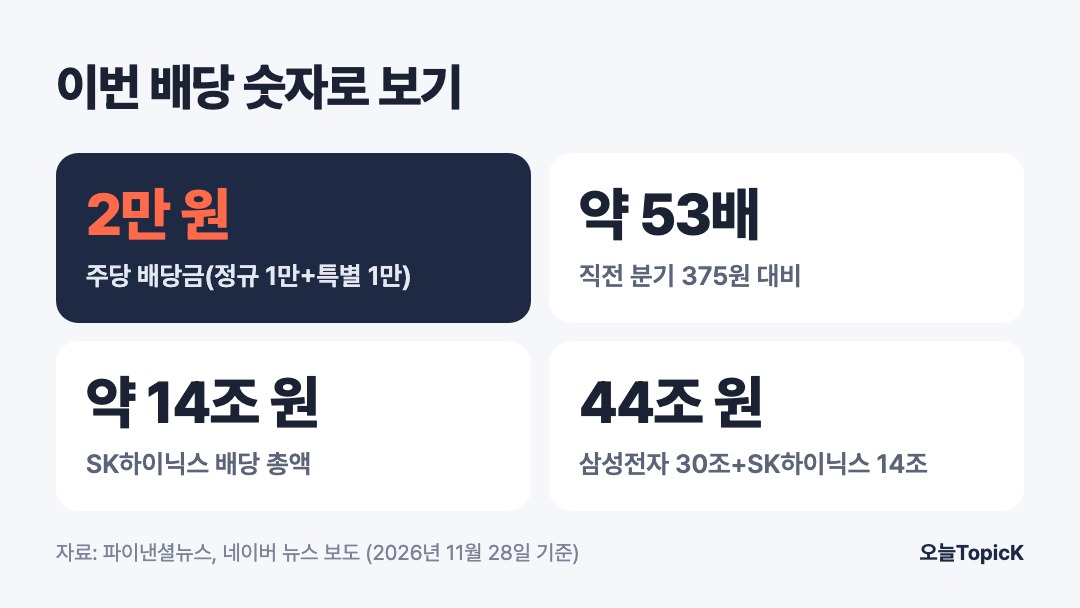 이번 배당 숫자로 보기
2만 원
주당 배당금(정규 1만+특별 1만)
약 53배
직전 분기 375원 대비
약 14조 원
SK하이닉스 배당 총액
44조 원
삼성전자 30조+SK하이닉스 14조
자료: 파이낸셜뉴스, 네이버 뉴스 보도 (2026년 11월 28일 기준)
오늘TopicK